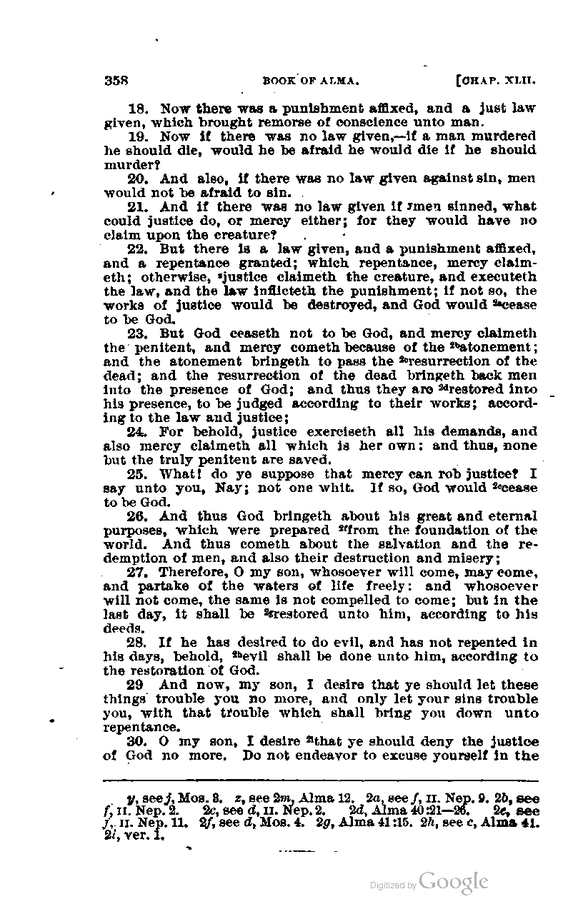 358 BOOK OF ALMA. [CHAP. XLII.
18. Now there was a punishment affixed, and a just law
given, which brought remorse of conscience unto man.
19. Now if there was no law given,—if a man murdered
he should die, would he be afraid he would die if he should
murder?
20. And also, if there was no law given against sin, men
would not be afraid to sin.
21. And if there was no law given if ʸmen sinned, what
could justice do, or mercy either; for they would have no
claim upon the creature?
22. But there is a law given, and a punishment affixed,
and a repentance granted; which repentance, mercy claim-
eth; otherwise, ᶻjustice claimeth the creature, and executeth
the law, and the law inflicteth the punishment; if not so, the
works of justice would be destroyed, and God would ²ᵃcease
to be God.
23. But God ceaseth not to be God, and mercy claimeth
the penitent, and mercy cometh because of the ²ᵇatonement;
and the atonement bringeth to pass the ²ᶜresurrection of the
dead; and the resurrection of the dead bringeth back men
into the presence of God; and thus they are ²ᵈrestored into
his presence, to be judged according to their works; accord-
ing to the law and justice;
24. For behold, justice exerciseth all his demands, and
also mercy claimeth all which is her own: and thus, none
but the truly penitent are saved.
25. What! do ye suppose that mercy can rob justice? I
say unto you, Nay; not one whit. If so, God would ²ᵉcease
to be God.
26. And thus God bringeth about his great and eternal
purposes, which were prepared ²ᶠfrom the foundation of the
world. And thus cometh about the salvation and the re-
demption of men, and also their destruction and misery;
27. Therefore, O my son, whosoever will come, may come,
and partake of the waters of life freely: and whosoever
will not come, the same is not compelled to come; but in the
last day, it shall be ²ᵍrestored unto him, according to his
deeds.
28. If he has desired to do evil, and has not repented in
his days, behold, ²ʰevil shall be done unto him, according to
the restoration of God.
29 And now, my son, I desire that ye should let these
things trouble you no more, and only let your sins trouble
you, with that trouble which shall bring you down unto
repentance.
30. O my son, I desire ²ⁱthat ye should deny the justice
of God no more. Do not endeavor to excuse yourself in the
y, see j, Mos. 8. z, see 2m, Alma 12. 2a, see f, II. Nep. 9. 2b, see
f, II. Nep. 2. 2c, see d, II. Nep. 2. 2d, Alma 40:21—26. 2e, see
f, II. Nep. 11. 2f, see d, Mos. 4. 2g, Alma 41:15. 2h, see c, Alma 41.
2i, ver. 1.
Digitized by Google